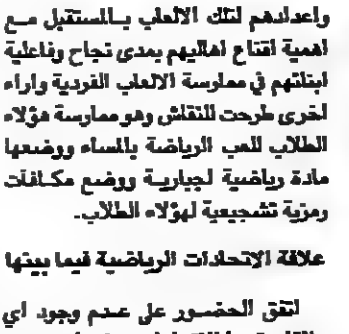 واعدادهم لتلك الالعاب بالمستقبل مع
اهمية اقتاع اهاليهم بمدى نجاح وفاعلية
ابنائهم في ممارسة الالعاب الفردية واراء
اخرى طرحت للنقاش وهو ممارسة هؤلاء
الطلاب للعب الرياضة بالمساء ووضعها
مادة رياضية اجبارية ووضع مكافات
رمزية تشجيعية لهؤلاء الطلاب.
علاقة الاتحادات الرياضية فيما بينها
اتفق الحضور على عدم وجود اي